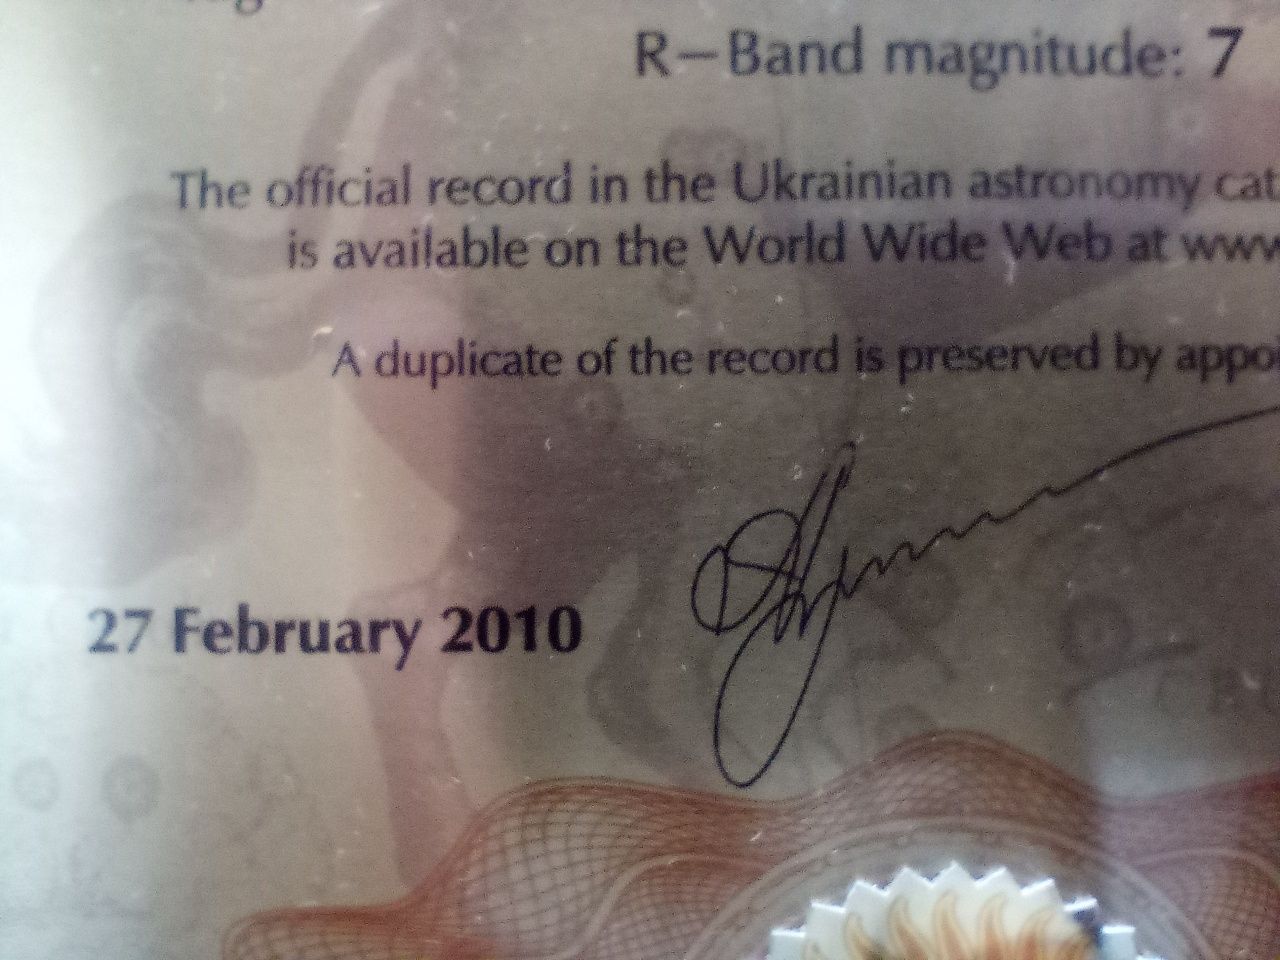 R—Band magnitude: 7
The official record in the Ukrainian astronomy
is available on the World Wide Web at www
A duplicate of the record is preserved by
27 February 2010